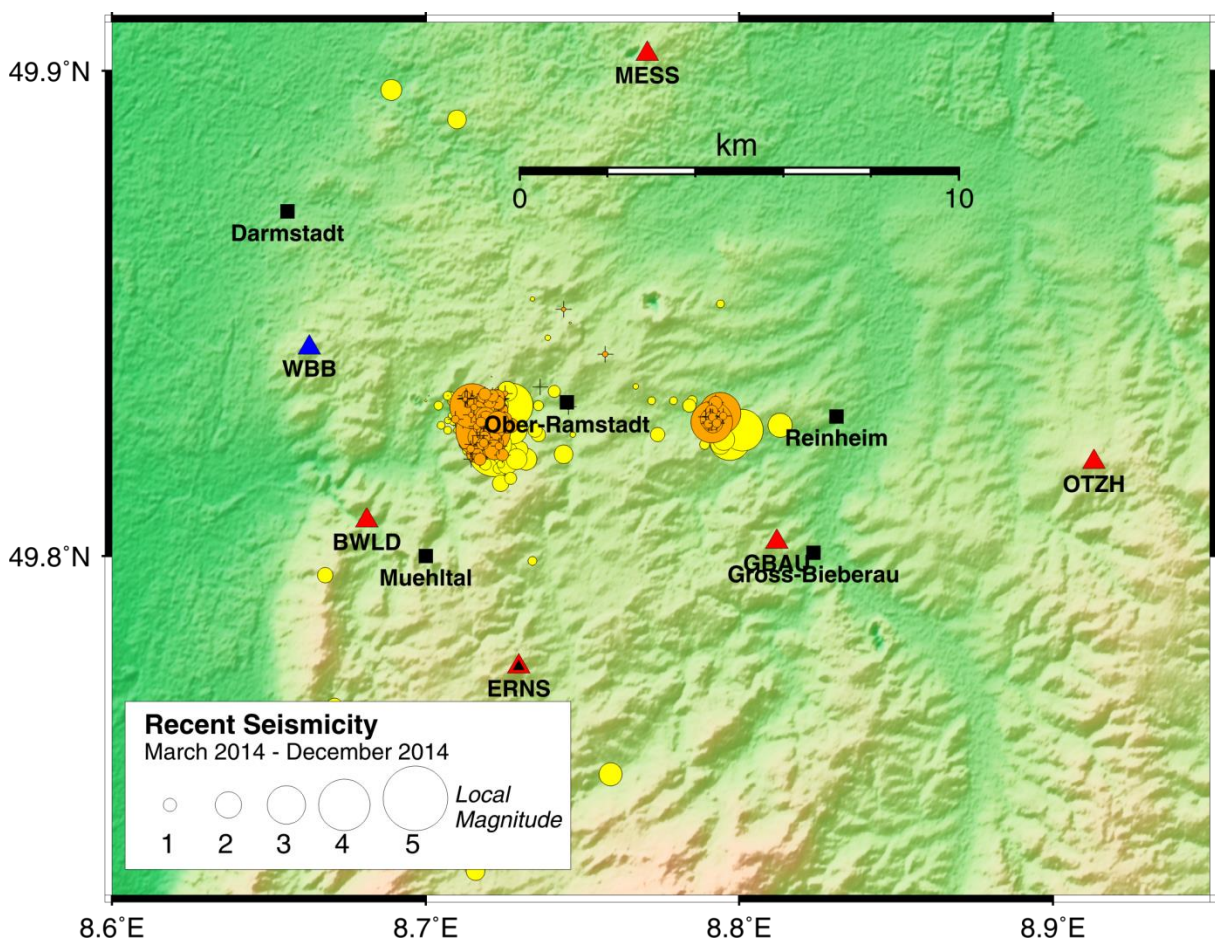 49.9°N
MESS
km
0
10
Darmstadt
WBB
Ober-Ramstadt
Reinheim
OTZH
BWLD
GBAU
49.8°N
Muehltal
Gross-Bieberau
ERNS
Recent Seismicity
March 2014 - December 2014
Local
Magnitude
1 2 3 4 5
8.6°E 8.7°E 8.8°E 8.9°E